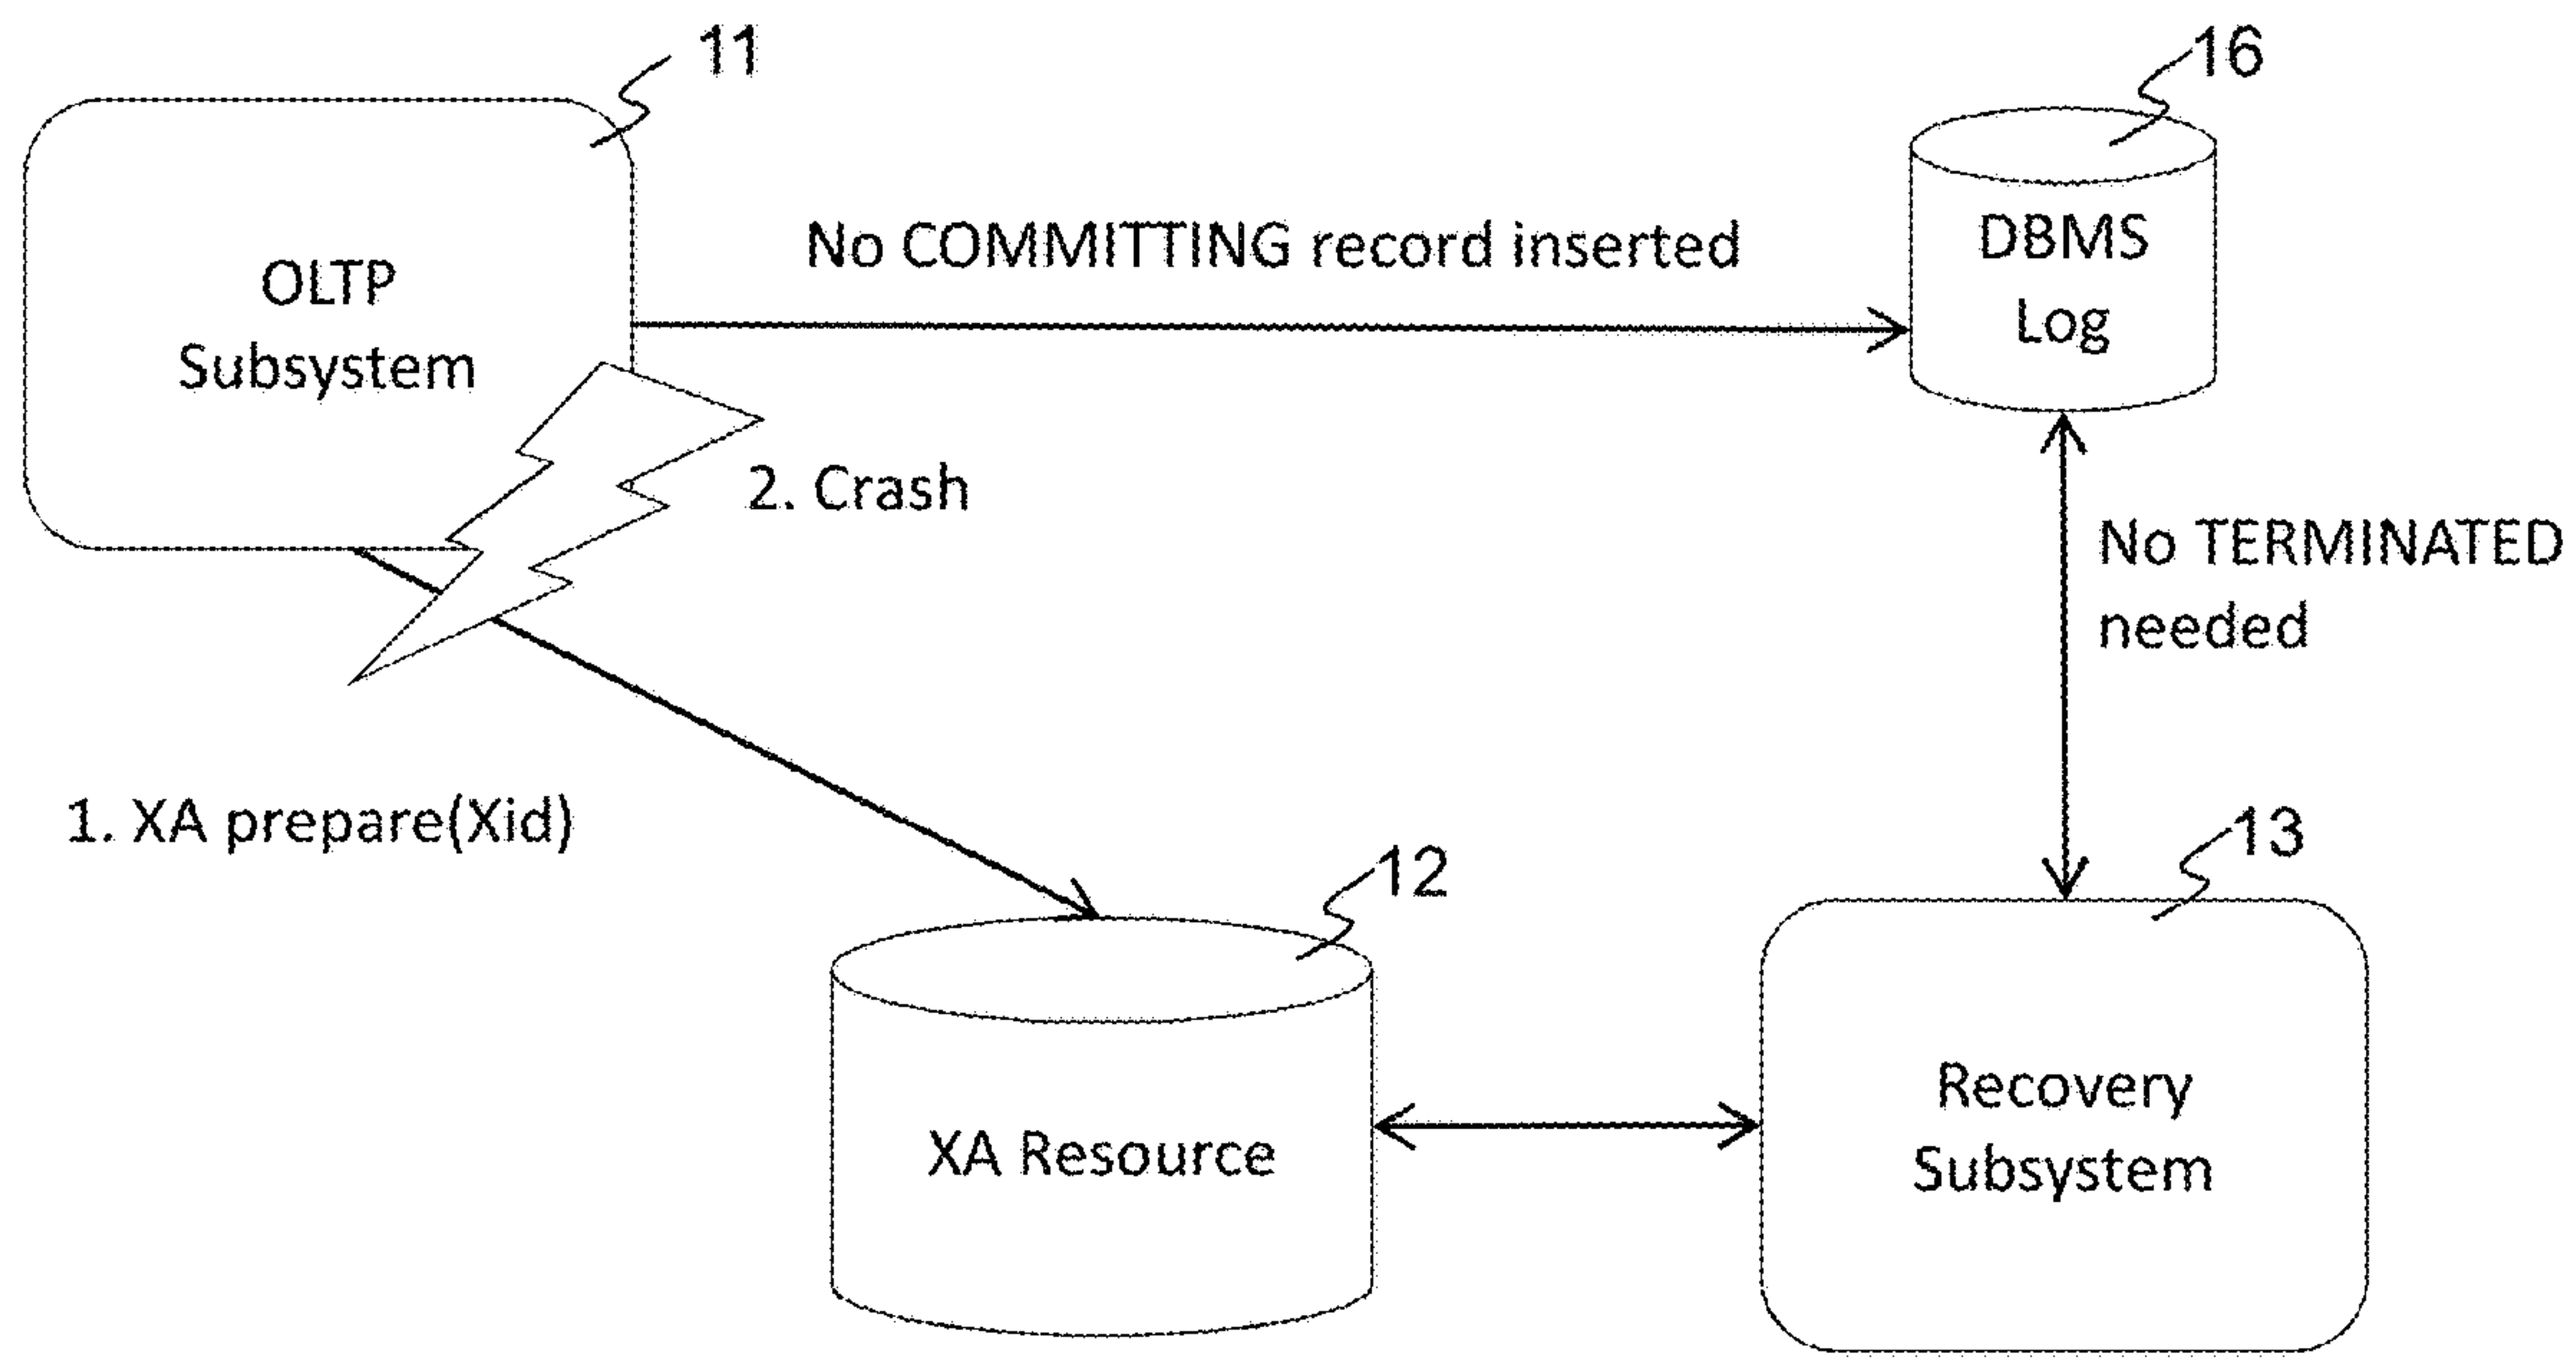 11
16
OLTP
Subsystem
No COMMITTING record inserted
DBMS
Log
2. Crash
No TERMINATED
needed
1. XA prepare(Xid)
12
13
XA Resource
Recovery
Subsystem